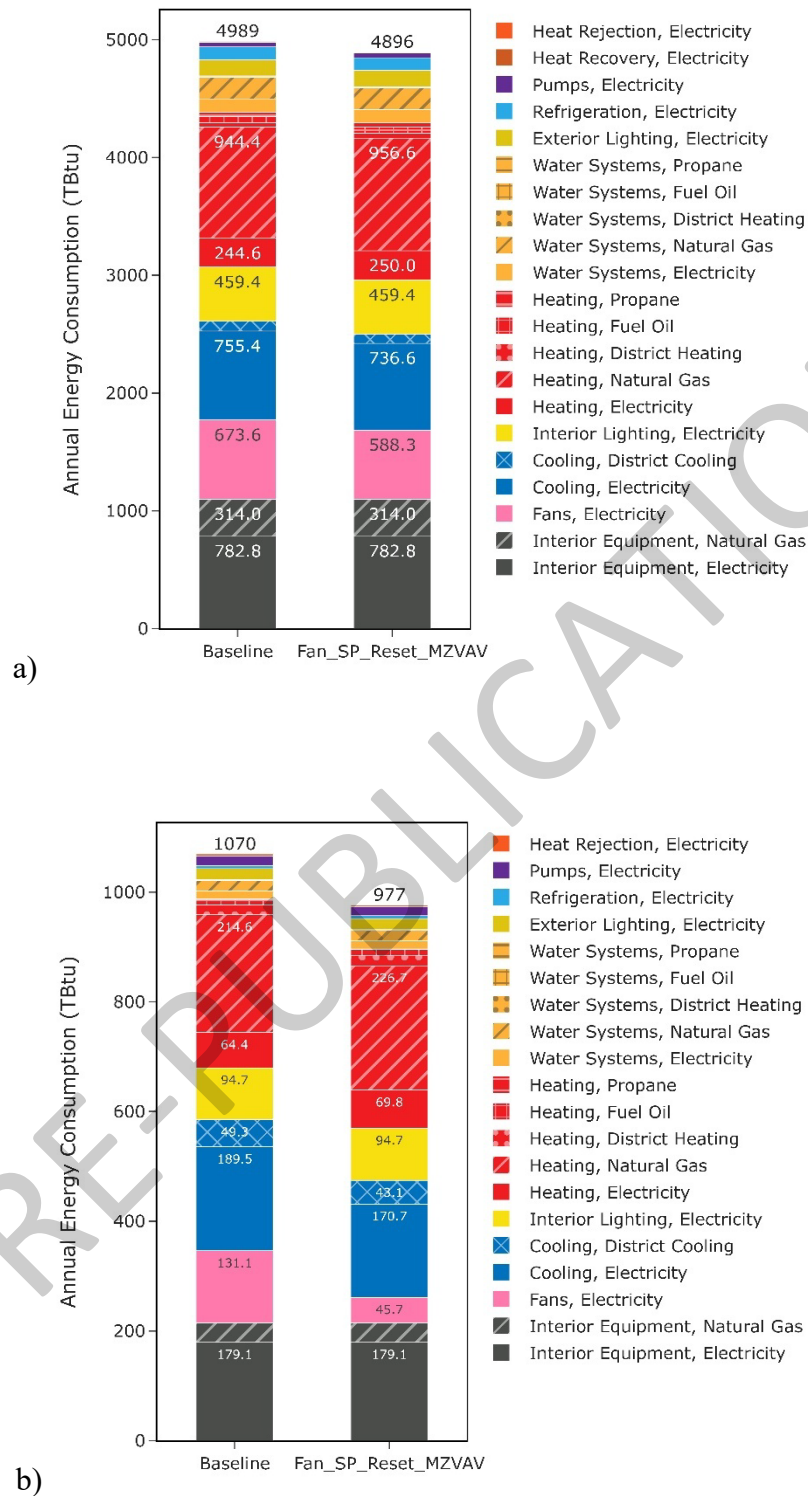 4989
4896
5000
4000
3000
2000
1000
0
Annual Energy Consumption (TBtu)
944.4
244.6
459.4
755.4
673.6
314.0
782.8
956.6
250.0
459.4
736.6
588.3
314.0
782.8
Baseline
Fan_SP_Reset_MZVAV
Heat Rejection, Electricity
Heat Recovery, Electricity
Pumps, Electricity
Refrigeration, Electricity
Exterior Lighting, Electricity
Water Systems, Propane
Water Systems, Fuel Oil
Water Systems, District Heating
Water Systems, Natural Gas
Water Systems, Electricity
Heating, Propane
Heating, Fuel Oil
Heating, District Heating
Heating, Natural Gas
Heating, Electricity
Interior Lighting, Electricity
Cooling, District Cooling
Cooling, Electricity
Fans, Electricity
Interior Equipment, Natural Gas
Interior Equipment, Electricity
a)
1070
977
1000
800
600
400
200
0
Annual Energy Consumption (TBtu)
214.6
64.4
94.7
49.3
189.5
131.1
179.1
226.7
69.8
94.7
43.1
170.7
45.7
179.1
Baseline
Fan_SP_Reset_MZVAV
Heat Rejection, Electricity
Pumps, Electricity
Refrigeration, Electricity
Exterior Lighting, Electricity
Water Systems, Propane
Water Systems, Fuel Oil
Water Systems, District Heating
Water Systems, Natural Gas
Water Systems, Electricity
Heating, Propane
Heating, Fuel Oil
Heating, District Heating
Heating, Natural Gas
Heating, Electricity
Interior Lighting, Electricity
Cooling, District Cooling
Cooling, Electricity
Fans, Electricity
Interior Equipment, Natural Gas
Interior Equipment, Electricity
b)
RE-PUBLICATIO